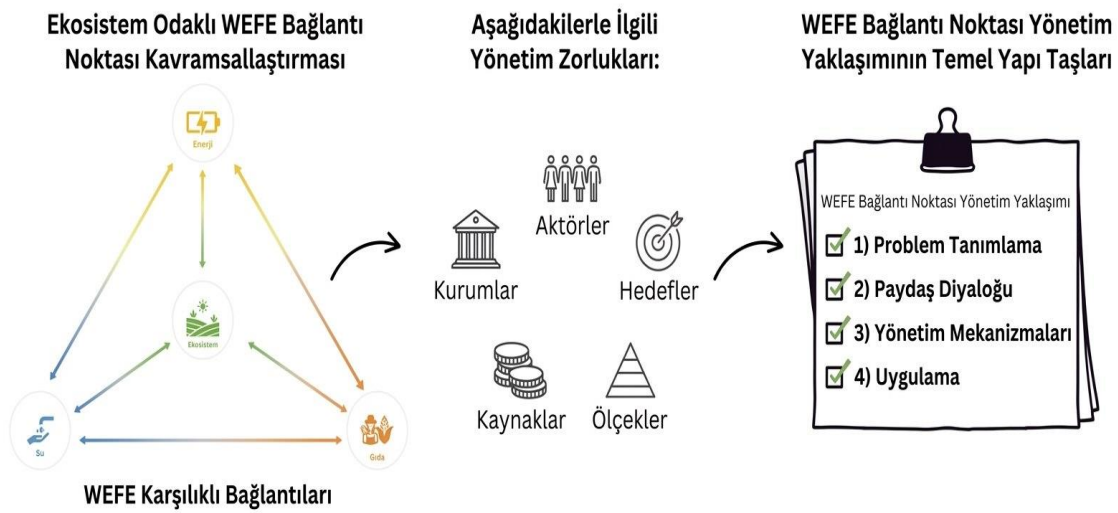 Ekosistem Odaklı WEFE Bağlantı
Noktası Kavramsallaştırması
Enerji
Ekosistem
Su
Gıda
WEFE Karşılıklı Bağlantıları
Aşağıdakilerle İlgili
Yönetim Zorlukları:
Aktörler
Kurumlar
Hedefler
Kaynaklar
Ölçekler
WEFE Bağlantı Noktası Yönetim
Yaklaşımının Temel Yapı Taşları
WEFE Bağlantı Noktası Yönetim Yaklaşımı
1) Problem Tanımlama
2) Paydaş Diyaloğu
3) Yönetim Mekanizmaları
4) Uygulama